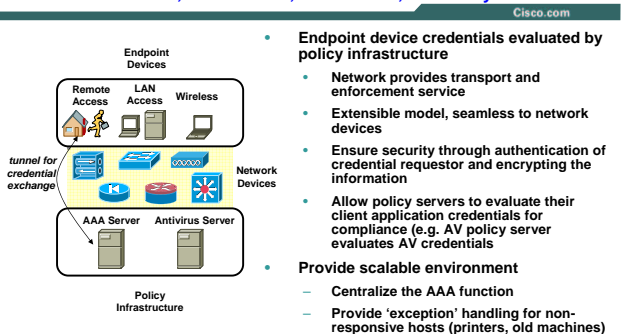 Cisco.com
Endpoint
Devices
Remote
Access
LAN
Access
Wireless
tunnel for
credential
exchange
Network
Devices
AAA Server
Antivirus Server
Policy
Infrastructure
• Endpoint device credentials evaluated by
policy infrastructure
• Network provides transport and
enforcement service
• Extensible model, seamless to network
devices
• Ensure security through authentication of
credential requestor and encrypting the
information
• Allow policy servers to evaluate their
client application credentials for
compliance (e.g. AV policy server
evaluates AV credentials
• Provide scalable environment
– Centralize the AAA function
– Provide ‘exception’ handling for non-
responsive hosts (printers, old machines)